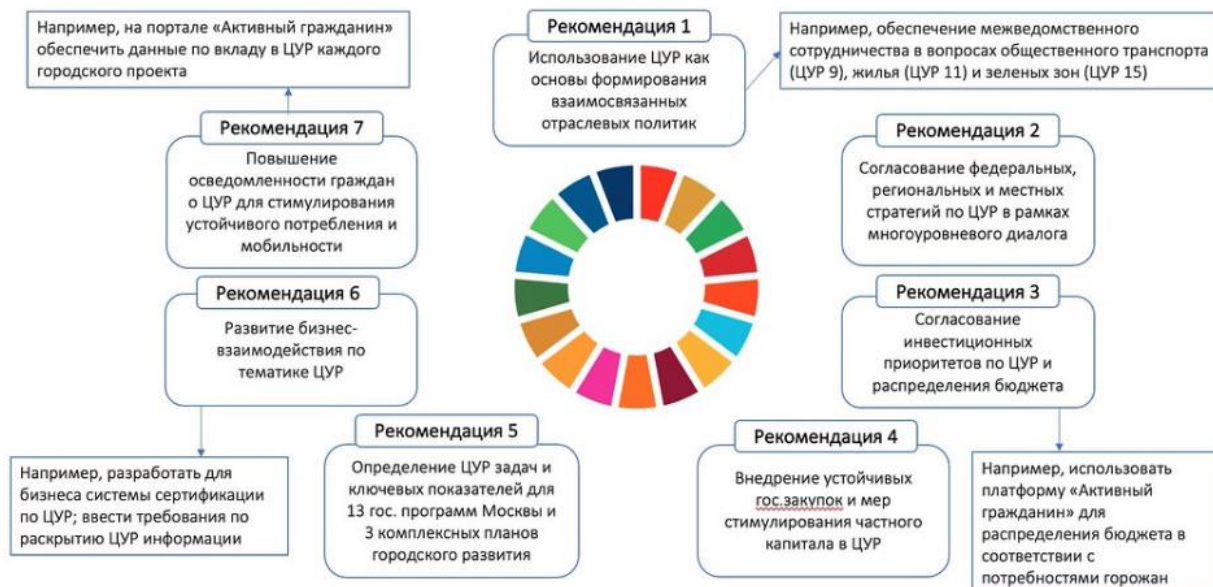 Рекомендация 1
Использование ЦУР как
основы формирования
взаимосвязанных
отраслевых политик
Например, обеспечение межведомственного
сотрудничества в вопросах общественного транспорта
(ЦУР 9), жилья (ЦУР 11) и зеленых зон (ЦУР 15)
Рекомендация 2
Согласование федеральных,
региональных и местных
стратегий по ЦУР в рамках
многоуровневого диалога
Рекомендация 3
Согласование
инвестиционных
приоритетов по ЦУР и
распределения бюджета
Например, использовать
платформу «Активный
гражданин» для
распределения бюджета в
соответствии с
потребностями горожан
Рекомендация 4
Внедрение устойчивых
гос.закупок и мер
стимулирования частного
капитала в ЦУР
Рекомендация 5
Определение ЦУР задач и
ключевых показателей для
13 гос. программ Москвы и
3 комплексных планов
городского развития
Рекомендация 6
Развитие бизнес-
взаимодействия по
тематике ЦУР
Например, разработать для
бизнеса системы сертификации
по ЦУР; ввести требования по
раскрытию ЦУР информации
Рекомендация 7
Повышение
осведомленности граждан
о ЦУР для стимулирования
устойчивого потребления и
мобильности
Например, на портале «Активный гражданин»
обеспечить данные по вкладу в ЦУР каждого
городского проекта